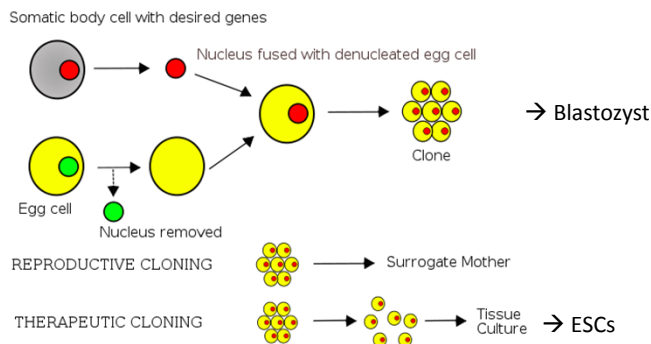 Somatic body cell with desired genes
Nucleus fused with denucleated egg cell
→ Blastozyst
Clone
Egg cell
Nucleus removed
REPRODUCTIVE CLONING
Surrogate Mother
THERAPEUTIC CLONING
Tissue
Culture
→ ESCs